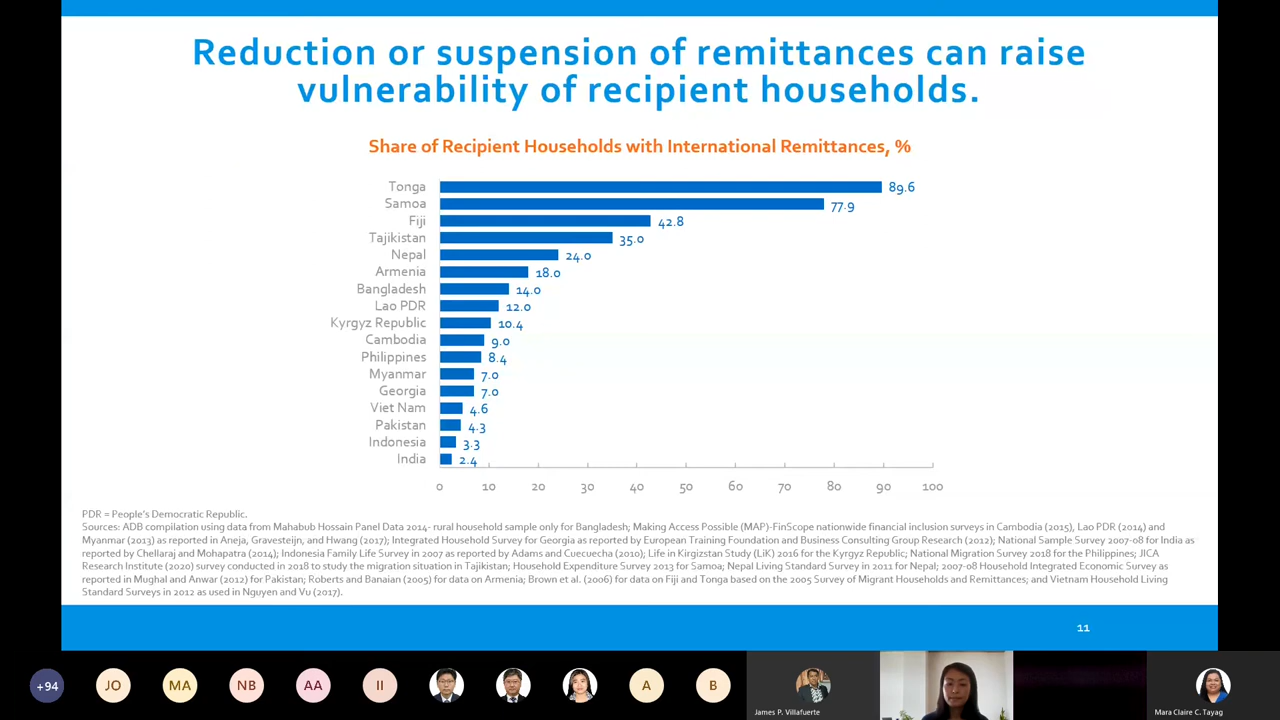 Reduction or suspension of remittances can raise
vulnerability of recipient households.
Share of Recipient Households with International Remittances, %
Tonga 89.6
Samoa 77.9
Fiji 42.8
Tajikistan 35.0
Nepal 24.0
Armenia 18.0
Bangladesh 14.0
Lao PDR 12.0
Kyrgyz Republic 10.4
Cambodia 9.0
Philippines 8.4
Myanmar 7.0
Georgia 7.0
Viet Nam 4.6
Pakistan 4.3
Indonesia 3.3
India 2.4
0 10 20 30 40 50 60 70 80 90 100
PDR = People's Democratic Republic.
Sources: ADB compilation using data from Mahabub Hossain Panel Data 2014- rural household sample only for Bangladesh; Making Access Possible (MAP)-FinScope nationwide financial inclusion surveys in Cambodia (2015), Lao PDR (2014) and
Myanmar (2013) as reported in Aneja, Gravesteijn, and Hwang (2017); Integrated Household Survey for Georgia as reported by European Training Foundation and Business Consulting Group Research (2012); National Sample Survey 2007-08 for India as
reported by Chellaraj and Mohapatra (2014); Indonesia Family Life Survey in 2007 as reported by Adams and Cuecuecha (2010); Life in Kirgizstan Study (LiK) 2016 for the Kyrgyz Republic; National Migration Survey 2018 for the Philippines; JICA
Research Institute (2020) survey conducted in 2018 to study the migration situation in Tajikistan; Household Expenditure Survey 2013 for Samoa; Nepal Living Standard Survey in 2011 for Nepal; 2007-08 Household Integrated Economic Survey as
reported in Mughal and Anwar (2012) for Pakistan; Roberts and Banaian (2005) for data on Armenia; Brown et al. (2006) for data on Fiji and Tonga based on the 2005 Survey of Migrant Households and Remittances; and Vietnam Household Living
Standard Surveys in 2012 as used in Nguyen and Vu (2017).
11
+94 JO MA NB AA II A B
James P. Villafuerte
Mara Claire C. Tayag